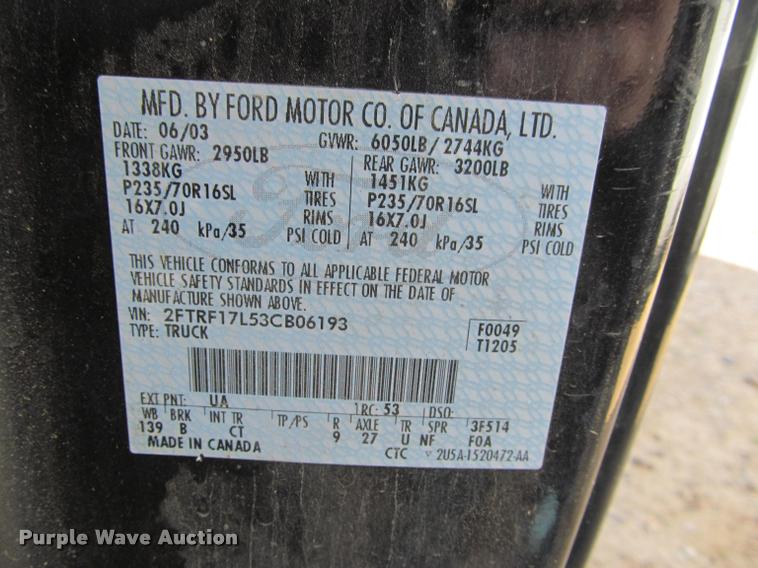 MFD. BY FORD MOTOR CO. OF CANADA, LTD.
DATE: 06/03 GVWR: 6050LB/2744KG
FRONT GAWR: 2950LB REAR GAWR: 3200LB
1338KG WITH 1451KG WITH
P235/70R16SL TIRES P235/70R16SL TIRES
16X7.0J RIMS 16X7.0J RIMS
AT 240 kPa/35 PSI COLD AT 240 kPa/35 PSI COLD
THIS VEHICLE CONFORMS TO ALL APPLICABLE FEDERAL MOTOR
VEHICLE SAFETY STANDARDS IN EFFECT ON THE DATE OF
MANUFACTURE SHOWN ABOVE.
VIN: 2FTRF17L53CB06193 F0049
TYPE: TRUCK T1205
EXT PNT: UA RC: 53 DSO:
WB BRK INT TR TP/PS R AXLE TR SPR 3F514
139 B CT 9 27 U NF F0A
MADE IN CANADA CTC 2U5A-1520472-AA
Ford
Purple Wave Auction